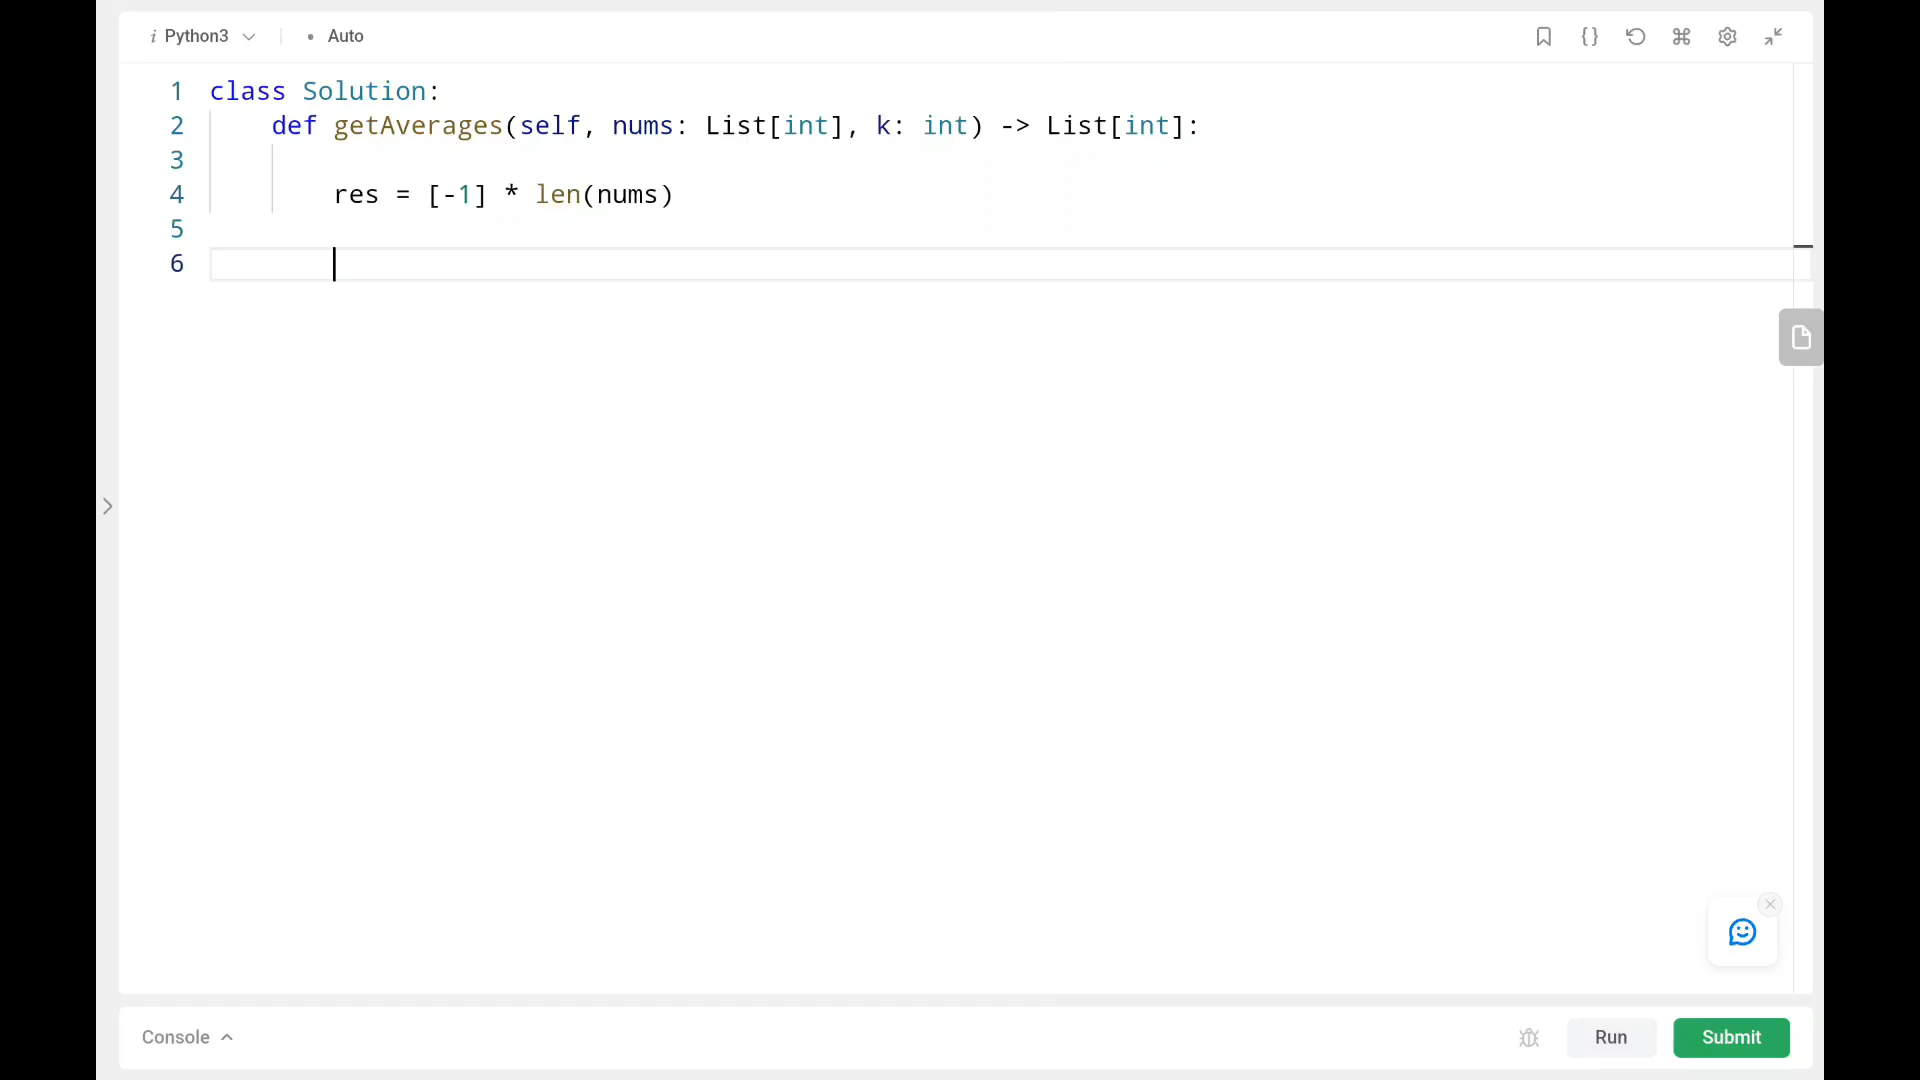 i Python3 • Auto
1 class Solution:
2 def getAverages(self, nums: List[int], k: int) -> List[int]:
3
4 res = [-1] * len(nums)
5
6
Console Run Submit